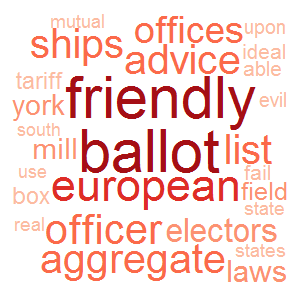 mutual
offices upon
ships ideal
advice able
tariff
friendly
york evil
south
ballot
mill list
use fail
european
box field
real state
officer electors
states
aggregate
laws